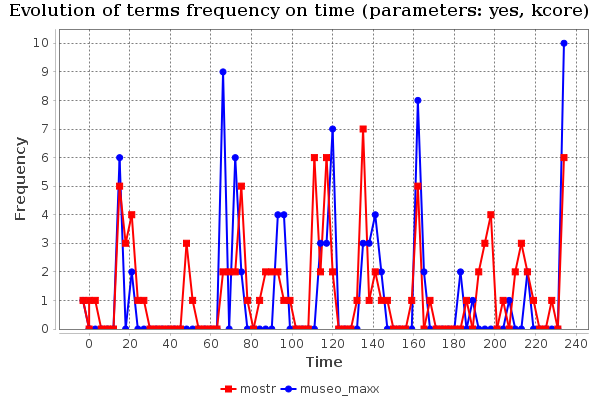 Evolution of terms frequency on time (parameters: yes, kcore)
10
9
8
7
6
5
4
3
2
1
0
Frequency
0 20 40 60 80 100 120 140 160 180 200 220 240
Time
mostr museo_maxx